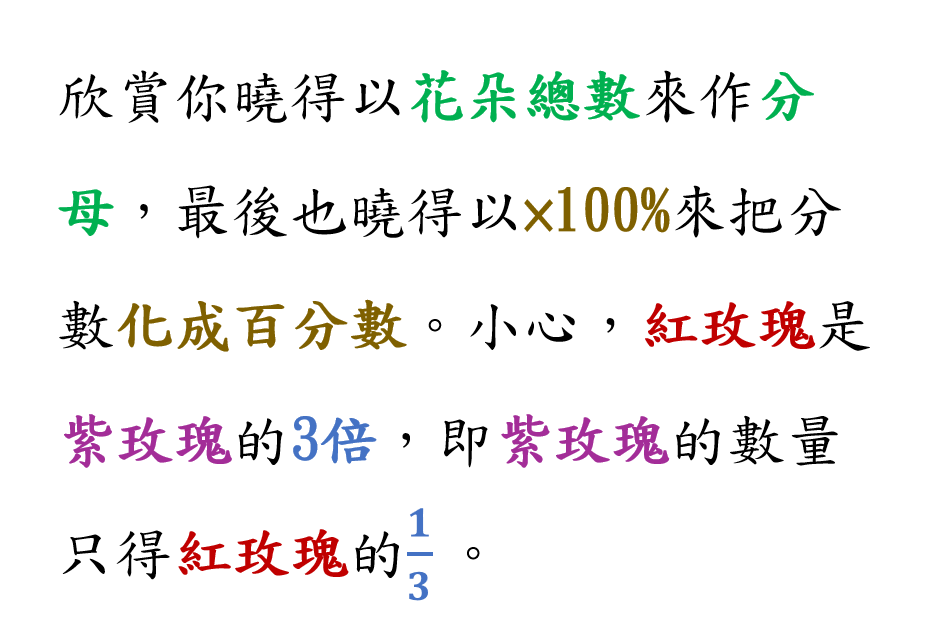 欣賞你曉得以花朵總數來作分
母，最後也曉得以×100%來把分
數化成百分數。小心，紅玫瑰是
紫玫瑰的3倍，即紫玫瑰的數量
只得紅玫瑰的1/3。